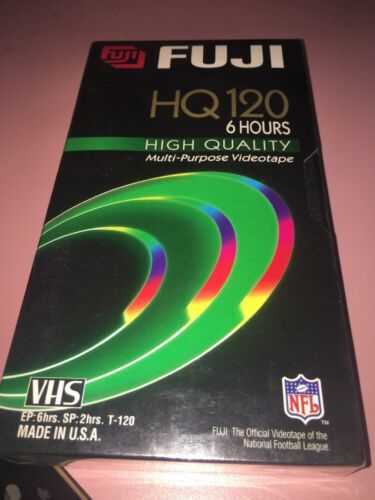 FUJI FUJI
HQ 120
6 HOURS
HIGH QUALITY
Multi-Purpose Videotape
VHS
EP: 6hrs. SP: 2hrs. T-120
MADE IN U.S.A.
NFL
TM
FUJI: The Official Videotape of the
National Football League.